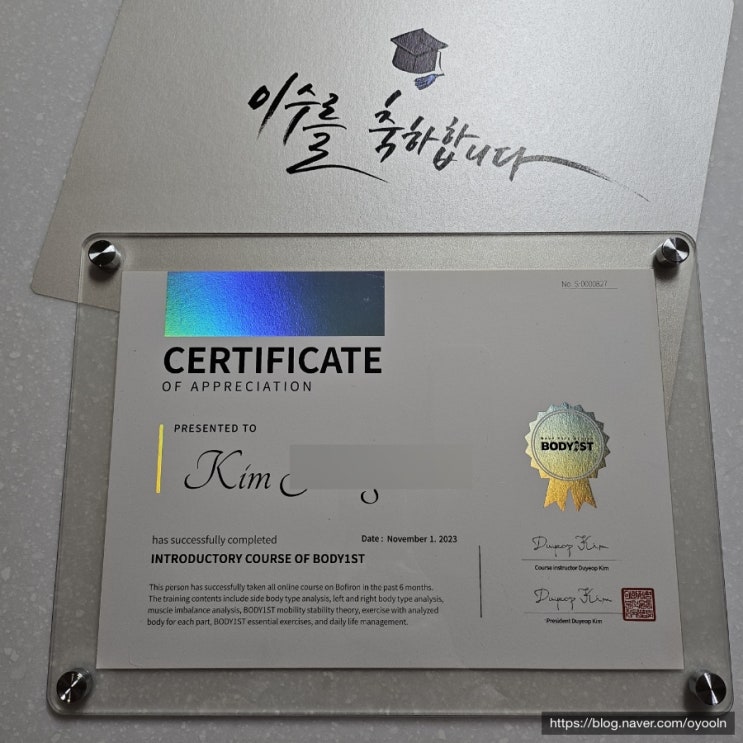 이수를 축하합니다
No. S-0000827
CERTIFICATE
OF APPRECIATION
PRESENTED TO
Kim
BODY1ST
has successfully completed
Date : November 1. 2023
INTRODUCTORY COURSE OF BODY1ST
This person has successfully taken all online course on Bofiron in the past 6 months.
The training contents include side body type analysis, left and right body type analysis,
muscle imbalance analysis, BODY1ST mobility stability theory, exercise with analyzed
body for each part, BODY1ST essential exercises, and daily life management.
Duyeop Kim
Course instructor Duyeop Kim
Duyeop Kim
President Duyeop Kim
https://blog.naver.com/oyooln